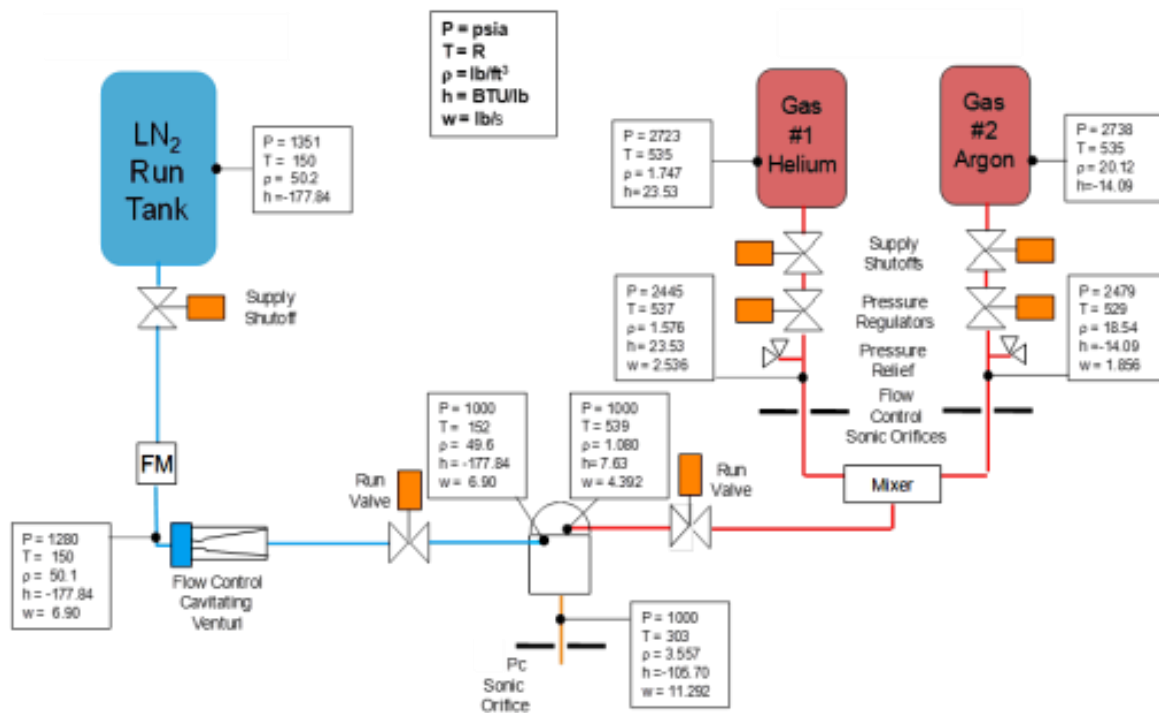 P = psia
T = R
ρ = lb/ft³
h = BTU/lb
w = lb/s
LN₂
Run
Tank
P = 1351
T = 150
ρ = 50.2
h =-177.84
P = 2723
T = 535
ρ = 1.747
h= 23.53
Gas
#1
Helium
Gas
#2
Argon
P = 2738
T = 535
ρ = 20.12
h=-14.09
Supply
Shutoff
Supply
Shutoffs
P = 2445
T = 537
ρ = 1.576
h= 23.53
w = 2.536
Pressure
Regulators
Pressure
Relief
Flow
Control
Sonic Orifices
P = 2479
T = 529
ρ = 18.54
h=-14.09
w = 1.856
FM
P = 1000
T = 152
ρ = 49.6
h = -177.84
w = 6.90
P = 1000
T = 539
ρ = 1.080
h= 7.63
w = 4.392
Run
Valve
Run
Valve
Mixer
P = 1280
T = 150
ρ = 50.1
h = -177.84
w = 6.90
Flow Control
Cavitating
Venturi
P = 1000
T = 303
ρ = 3.557
h =-105.70
w = 11.292
Pc
Sonic
Orifice